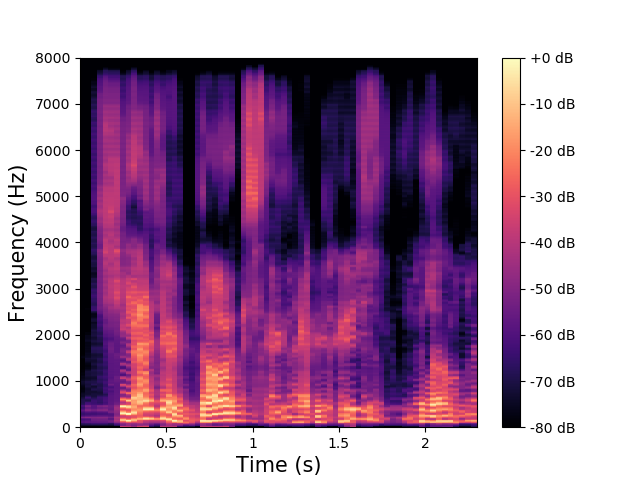 8000
7000
6000
5000
4000
3000
2000
1000
0
Frequency (Hz)
0
0.5
1
1.5
2
Time (s)
+0 dB
-10 dB
-20 dB
-30 dB
-40 dB
-50 dB
-60 dB
-70 dB
-80 dB